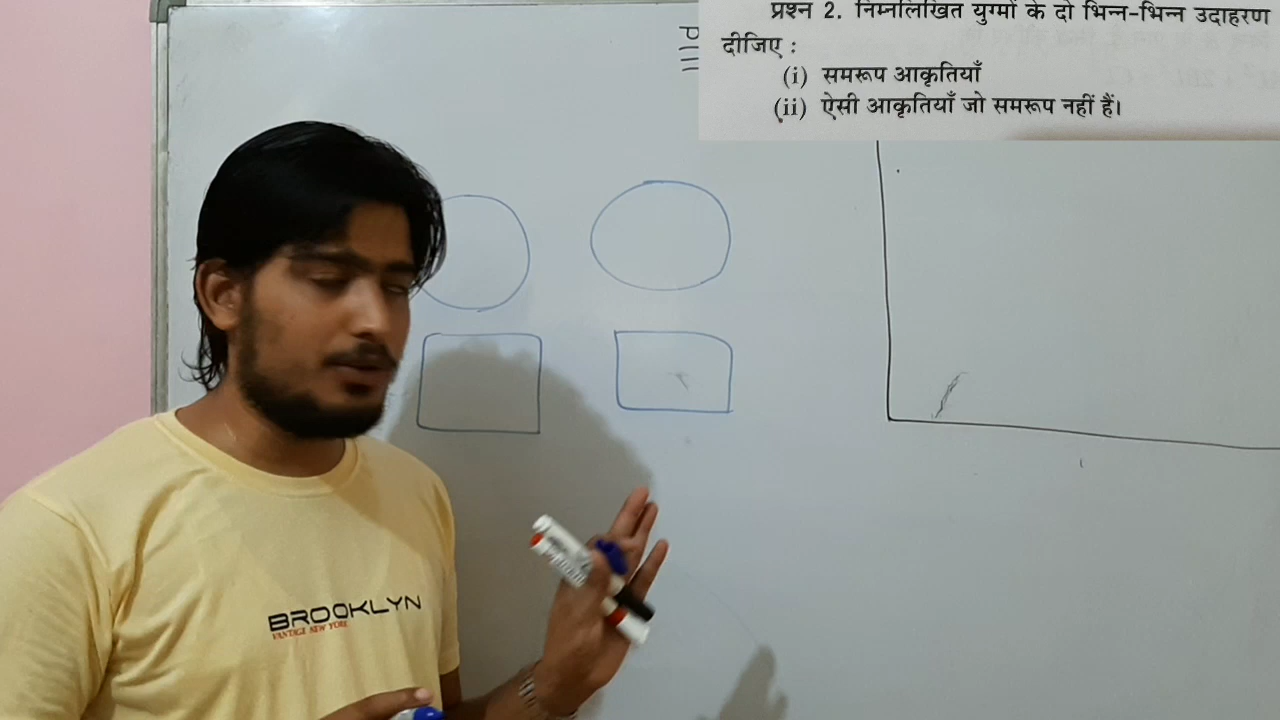 प्रश्न 2. निम्नलिखित युग्मों के दो भिन्न-भिन्न उदाहरण
दीजिए :
(i) समरूप आकृतियाँ
(ii) ऐसी आकृतियाँ जो समरूप नहीं हैं।
BROOKLYN
VANTAGE NEW YORK